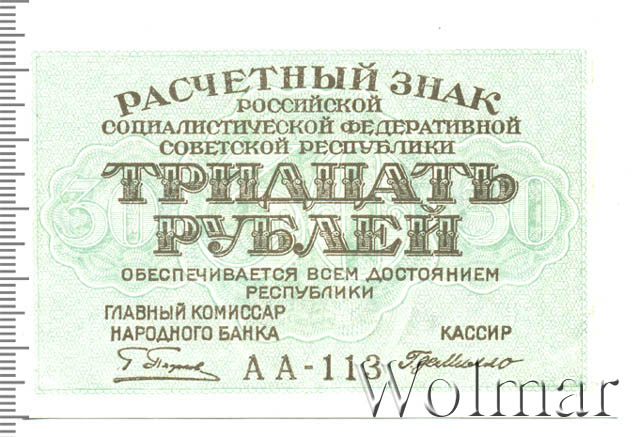 РАСЧЕТНЫЙ ЗНАК
РОССИЙСКОЙ
СОЦИАЛИСТИЧЕСКОЙ ФЕДЕРАТИВНОЙ
СОВЕТСКОЙ РЕСПУБЛИКИ
30 ТРИДЦАТЬ 30
РУБЛЕЙ
ОБЕСПЕЧИВАЕТСЯ ВСЕМ ДОСТОЯНИЕМ
РЕСПУБЛИКИ
ГЛАВНЫЙ КОМИССАР
НАРОДНОГО БАНКА КАССИР
АА-113
Wolmar